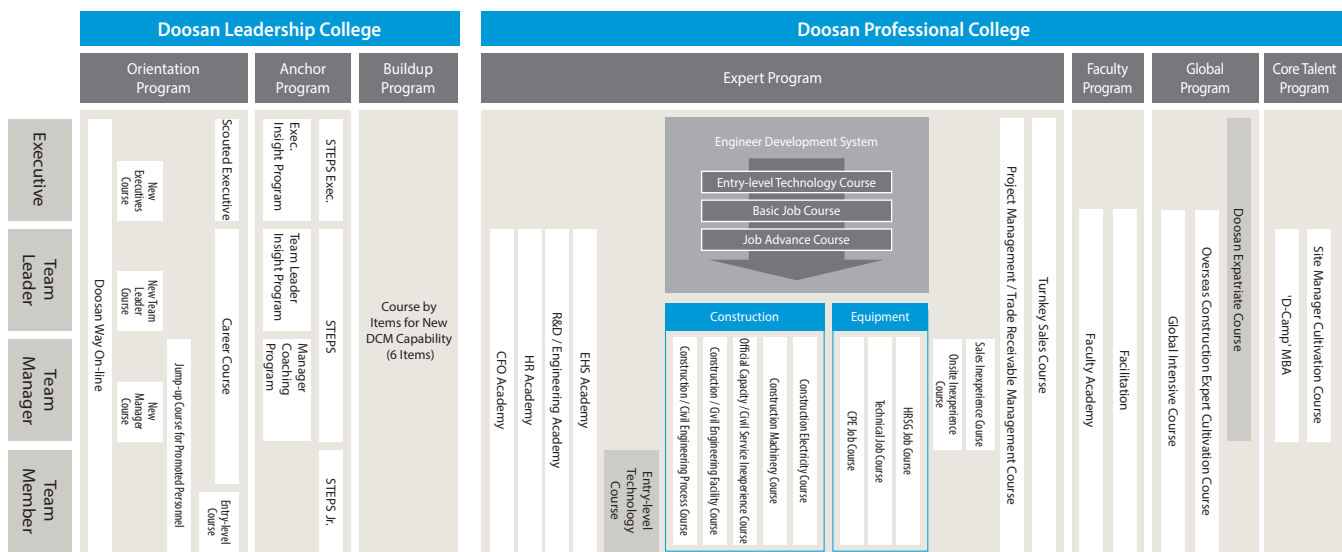 Doosan Leadership College
Doosan Professional College
Orientation
Program
Anchor
Program
Buildup
Program
Expert Program
Faculty
Program
Global
Program
Core Talent
Program
Executive
Team
Leader
Team
Manager
Team
Member
Doosan Way On-line
New
Executives
Course
New Team
Leader
Course
New
Manager
Course
Jump-up Course for Promoted Personnel
Scouted Executive
Career Course
Entry-level
Course
Exec.
Insight Program
Team Leader
Insight Program
Manager
Coaching
Program
STEPS Exec.
STEPS
STEPS Jr.
Course by
Items for New
DCM Capability
(6 Items)
CFO Academy
HR Academy
R&D / Engineering Academy
EHS Academy
Entry-level
Technology
Course
Engineer Development System
Entry-level Technology Course
Basic Job Course
Job Advance Course
Construction
Construction / Civil Engineering Process Course
Construction / Civil Engineering Facility Course
Official Capacity / Civil Service Inexperience Course
Construction Machinery Course
Construction Electricity Course
Equipment
CPE Job Course
Technical Job Course
HRSG Job Course
Onsite Inexperience
Course
Sales Inexperience Course
Project Management / Trade Receivable Management Course
Turnkey Sales Course
Faculty Academy
Facilitation
Global Intensive Course
Overseas Construction Expert Cultivation Course
Doosan Expatriate Course
'D-Camp' MBA
Site Manager Cultivation Course